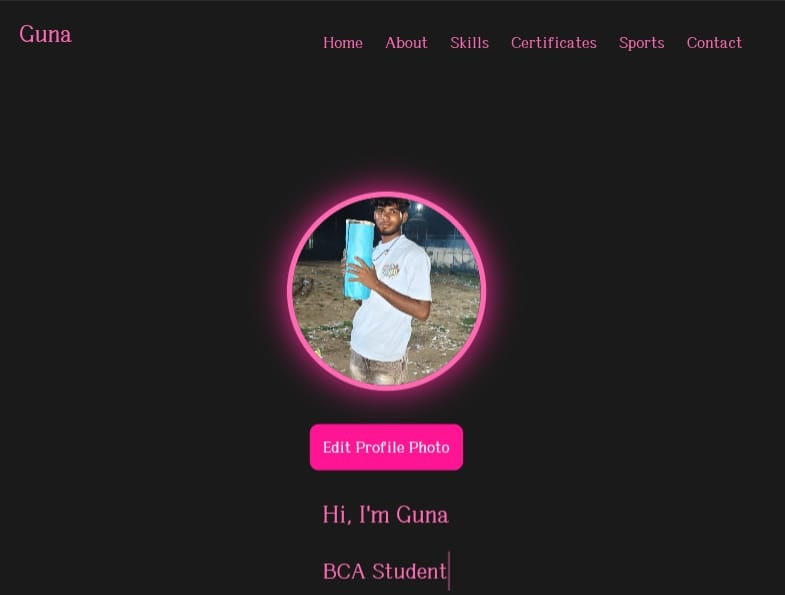 Guna
Home About Skills Certificates Sports Contact
Edit Profile Photo
Hi, I'm Guna
BCA Student